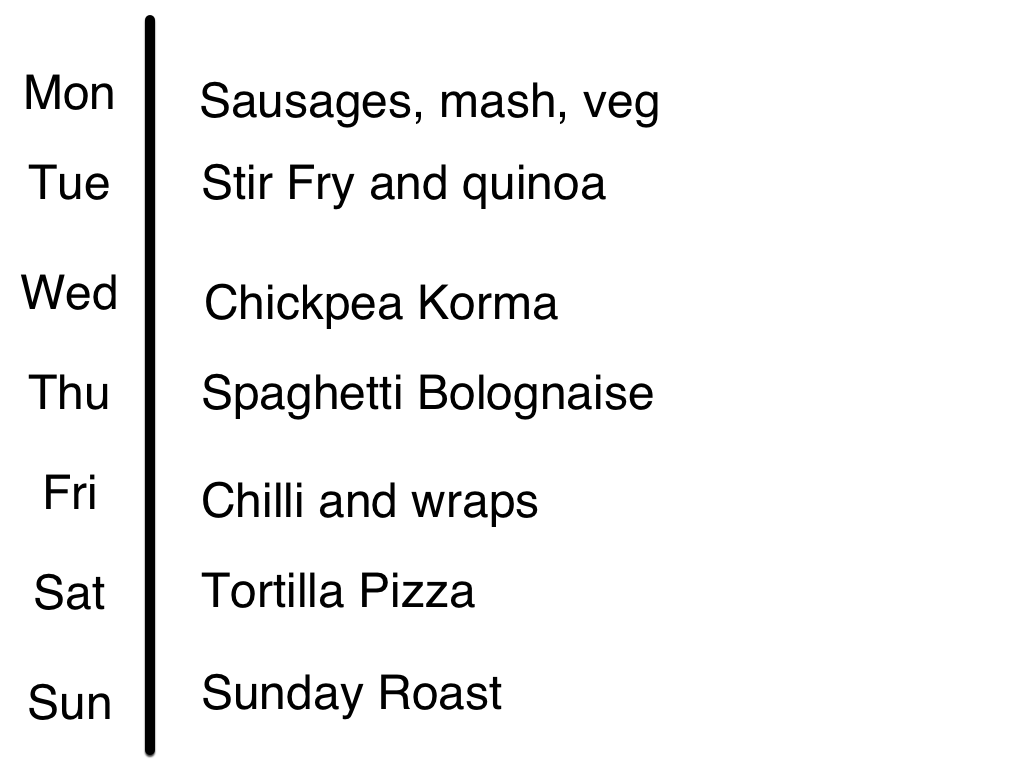 Mon Sausages, mash, veg
Tue Stir Fry and quinoa
Wed Chickpea Korma
Thu Spaghetti Bolognaise
Fri Chilli and wraps
Sat Tortilla Pizza
Sun Sunday Roast